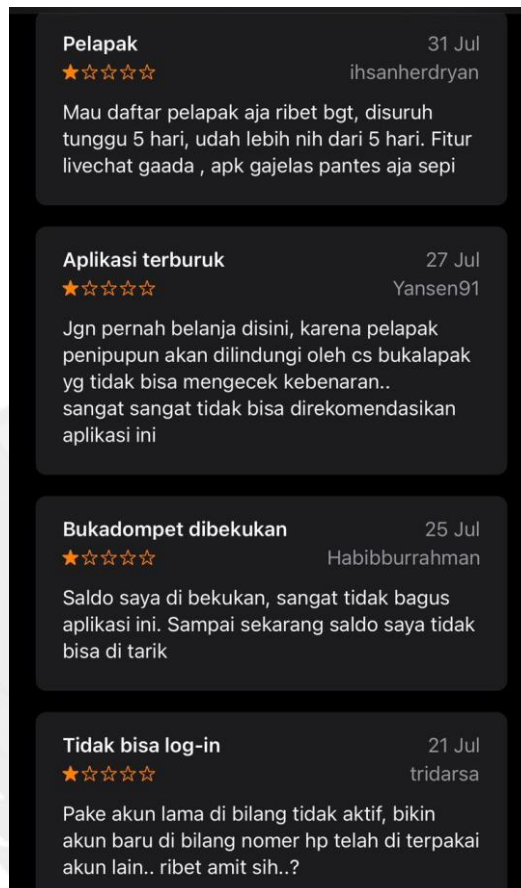 Pelapak 31 Jul
★☆☆☆☆ ihsanherdryan
Mau daftar pelapak aja ribet bgt, disuruh
tunggu 5 hari, udah lebih nih dari 5 hari. Fitur
livechat gaada , apk gajelas pantes aja sepi
Aplikasi terburuk 27 Jul
★☆☆☆☆ Yansen91
Jgn pernah belanja disini, karena pelapak
penipupun akan dilindungi oleh cs bukalapak
yg tidak bisa mengecek kebenaran..
sangat sangat tidak bisa direkomendasikan
aplikasi ini
Bukadompet dibekukan 25 Jul
★☆☆☆☆ Habibburrahman
Saldo saya di bekukan, sangat tidak bagus
aplikasi ini. Sampai sekarang saldo saya tidak
bisa di tarik
Tidak bisa log-in 21 Jul
★☆☆☆☆ tridarsa
Pake akun lama di bilang tidak aktif, bikin
akun baru di bilang nomer hp telah di terpakai
akun lain.. ribet amit sih..?